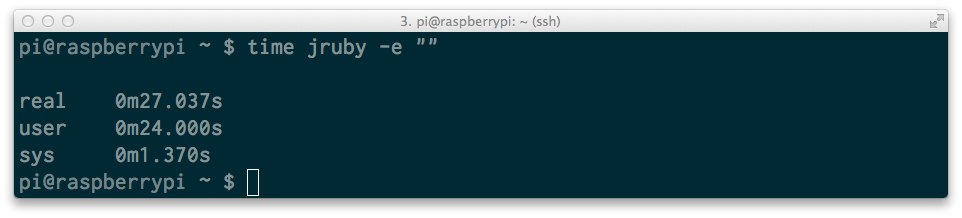 3. pi@raspberrypi: ~ (ssh)
pi@raspberrypi ~ $ time jruby -e ""
real 0m27.037s
user 0m24.000s
sys 0m1.370s
pi@raspberrypi ~ $